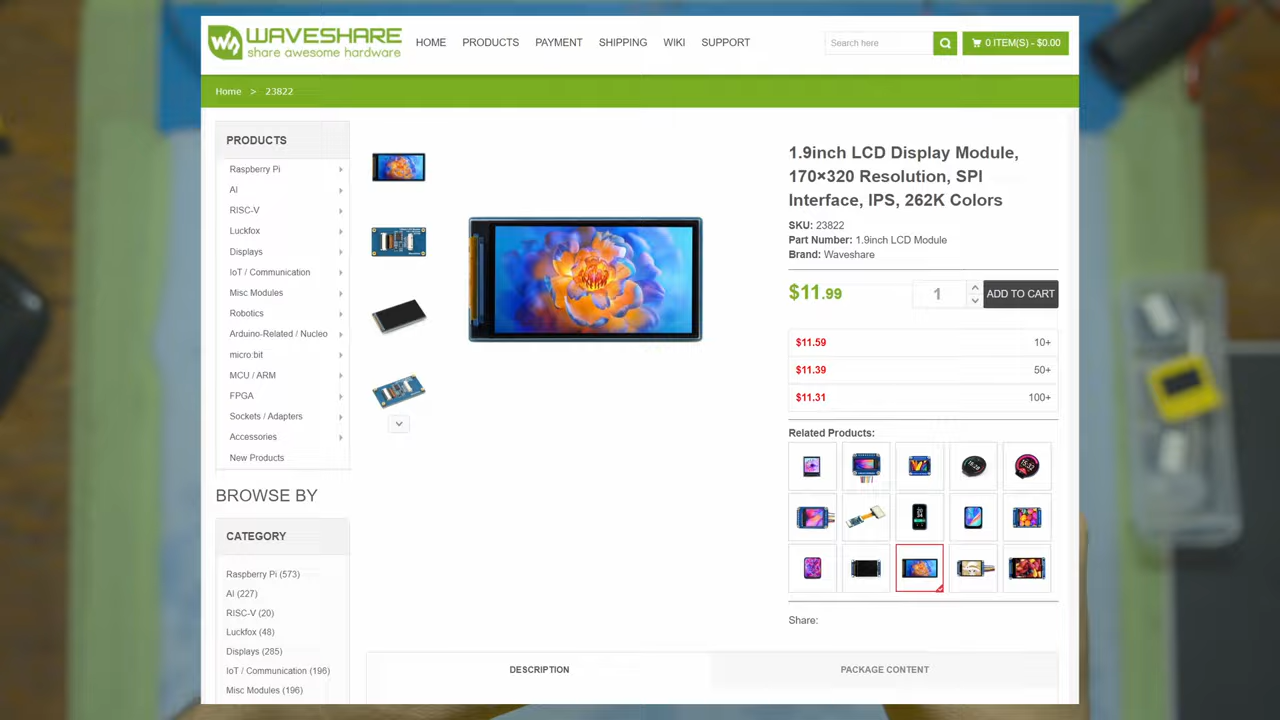 WAVESHARE
share awesome hardware
HOME
PRODUCTS
PAYMENT
SHIPPING
WIKI
SUPPORT
Search here
0 ITEM(S) - $0.00
Home > 23822
PRODUCTS
Raspberry Pi
AI
RISC-V
Luckfox
Displays
IoT / Communication
Misc Modules
Robotics
Arduino-Related / Nucleo
micro:bit
MCU / ARM
FPGA
Sockets / Adapters
Accessories
New Products
BROWSE BY
CATEGORY
Raspberry Pi (573)
AI (227)
RISC-V (20)
Luckfox (48)
Displays (285)
IoT / Communication (196)
Misc Modules (196)
1.9inch LCD Display Module,
170×320 Resolution, SPI
Interface, IPS, 262K Colors
SKU: 23822
Part Number: 1.9inch LCD Module
Brand: Waveshare
$11.99
1
ADD TO CART
$11.59 10+
$11.39 50+
$11.31 100+
Related Products:
Share:
DESCRIPTION
PACKAGE CONTENT